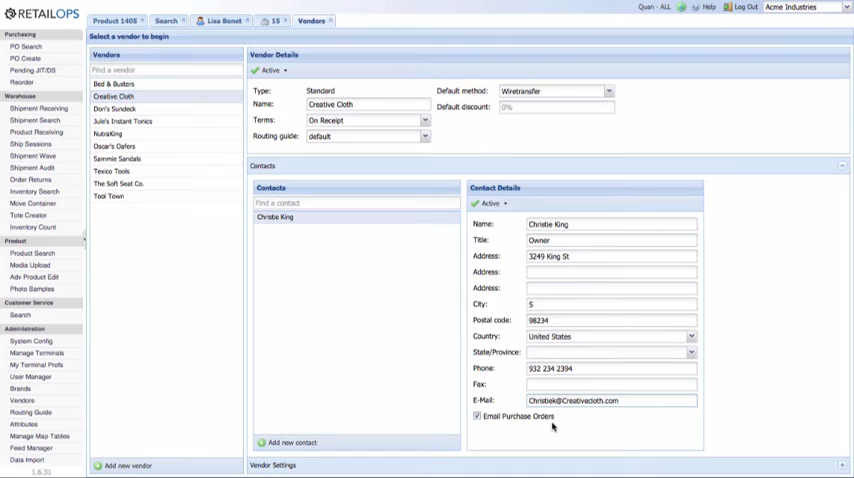 RETAILOPS
Product 1405
Search
Lisa Bonet
15
Vendors
Quan - ALL
Help
Log Out
Acme Industries
Select a vendor to begin
Purchasing
PO Search
PO Create
Pending JIT/DS
Reorder
Warehouse
Shipment Receiving
Shipment Search
Product Receiving
Ship Sessions
Shipment Wave
Shipment Audit
Order Returns
Inventory Search
Move Container
Tote Creator
Inventory Count
Product
Product Search
Media Upload
Adv Product Edit
Photo Samples
Customer Service
Search
Administration
System Config
Manage Terminals
My Terminal Prefs
User Manager
Brands
Vendors
Routing Guide
Attributes
Manage Map Tables
Feed Manager
Data Import
1.6.31
Vendors
Find a vendor
Bed & Busters
Creative Cloth
Don's Sundeck
Jule's Instant Tonics
NutraKing
Oscar's Oafers
Sammie Sandals
Texico Tools
The Soft Seat Co.
Tool Town
Add new vendor
Vendor Details
Active
Type: Standard
Name: Creative Cloth
Terms: On Receipt
Routing guide: default
Default method: Wiretransfer
Default discount: 0%
Contacts
Contacts
Find a contact
Christie King
Add new contact
Contact Details
Active
Name: Christie King
Title: Owner
Address: 3249 King St
Address:
Address:
City: S
Postal code: 98234
Country: United States
State/Province:
Phone: 932 234 2394
Fax:
E-Mail: Christiek@Creativecloth.com
Email Purchase Orders
Vendor Settings